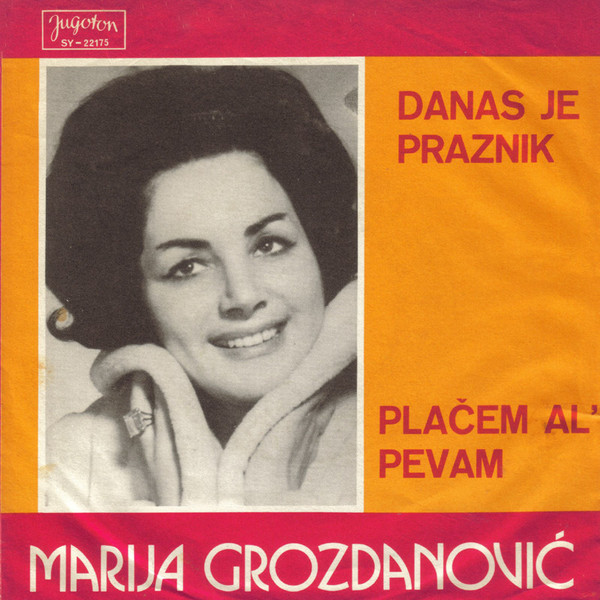 Jugoton
SY-22175
DANAS JE
PRAZNIK
PLAČEM AL'
PEVAM
MARIJA GROZDANOVIĆ